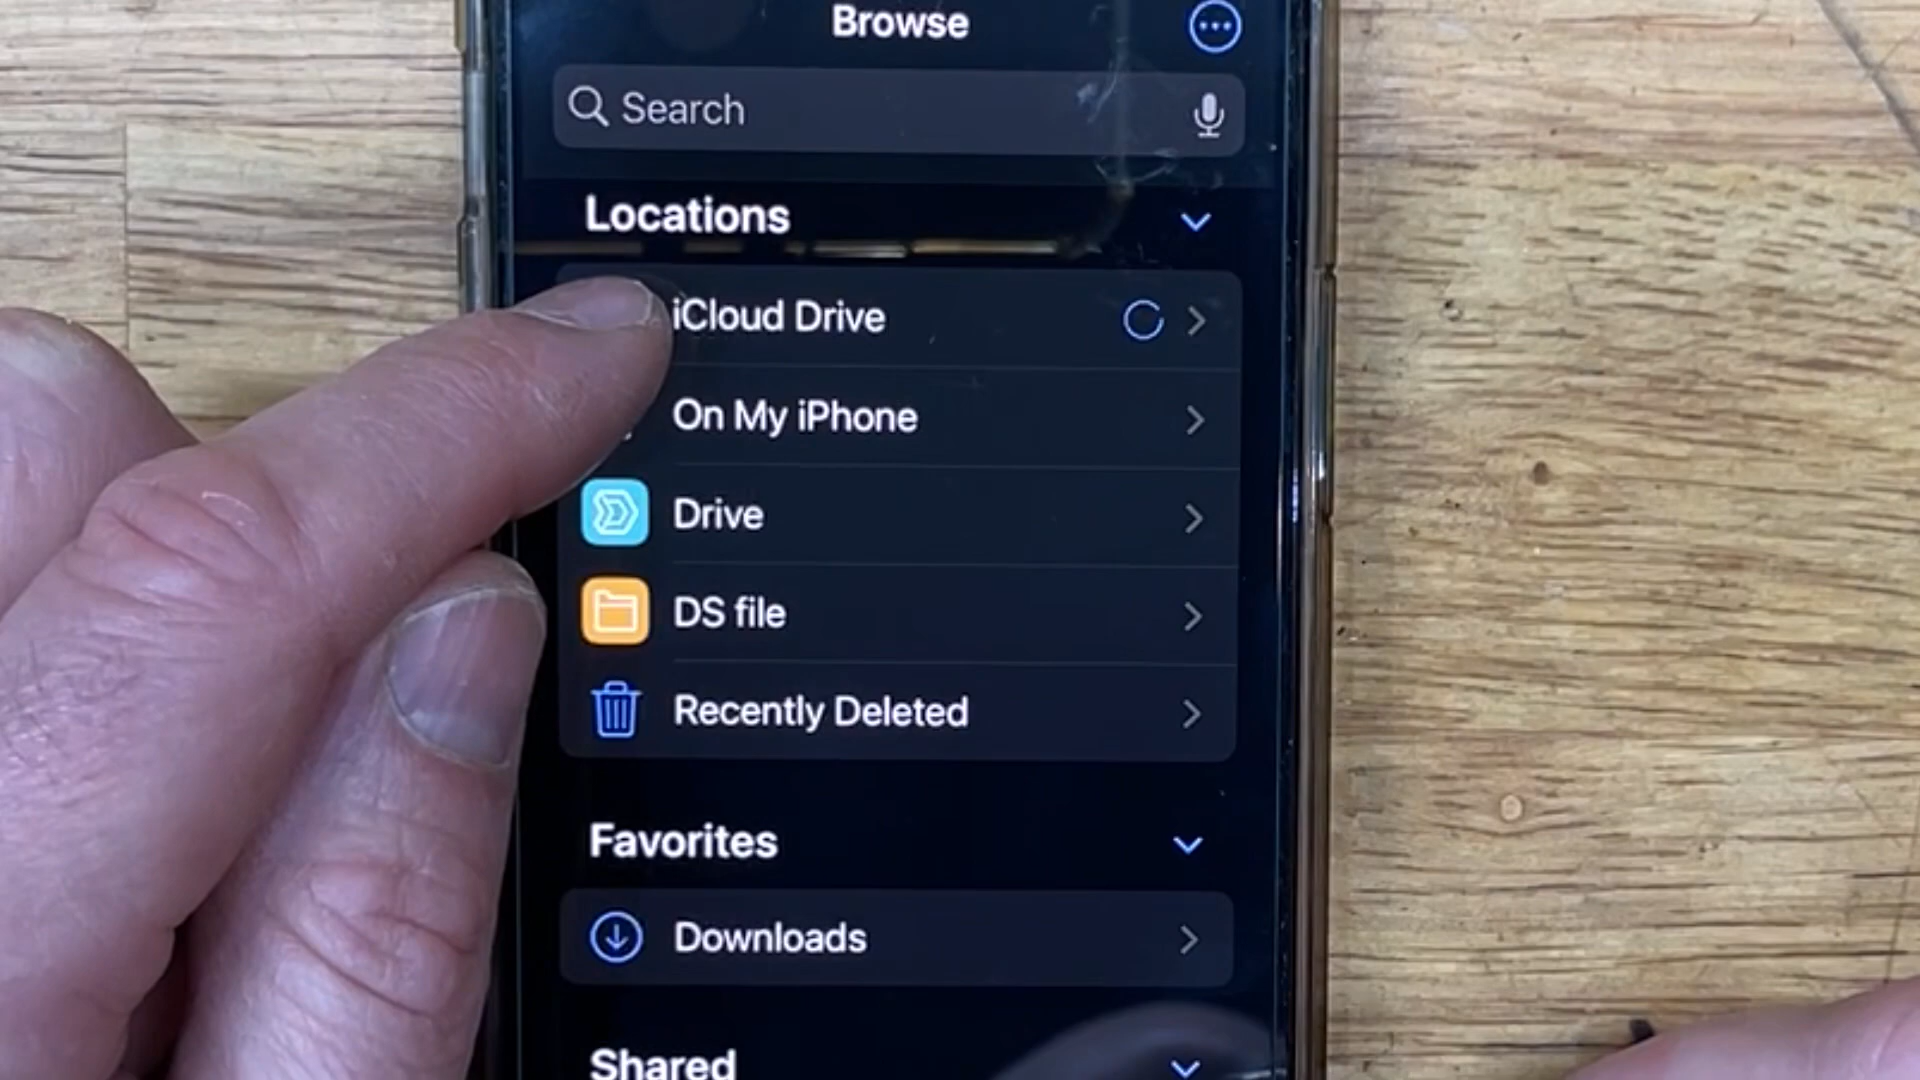 Browse
Search
Locations
iCloud Drive
On My iPhone
Drive
DS file
Recently Deleted
Favorites
Downloads
Shared